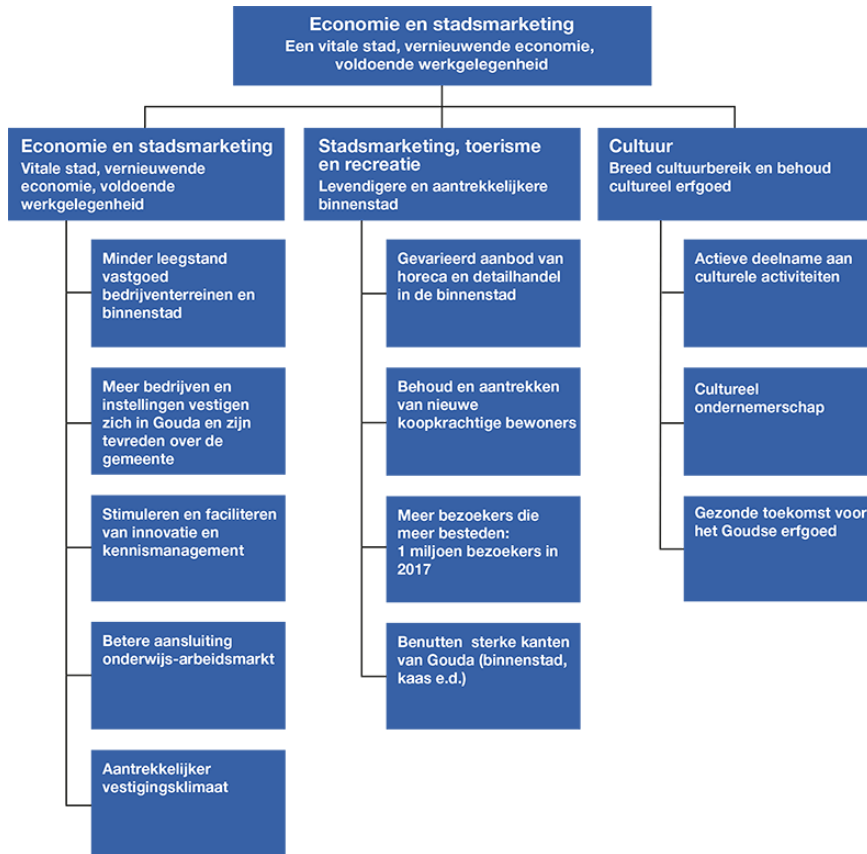 Economie en stadsmarketing
Een vitale stad, vernieuwende economie,
voldoende werkgelegenheid
Economie en stadsmarketing
Vitale stad, vernieuwende
economie, voldoende
werkgelegenheid
Minder leegstand
vastgoed
bedrijventerreinen en
binnenstad
Meer bedrijven en
instellingen vestigen
zich in Gouda en zijn
tevreden over de
gemeente
Stimuleren en faciliteren
van innovatie en
kennismanagement
Betere aansluiting
onderwijs-arbeidsmarkt
Aantrekkelijker
vestigingsklimaat
Stadsmarketing, toerisme
en recreatie
Levendigere en aantrekkelijkere
binnenstad
Gevarieerd aanbod van
horeca en detailhandel
in de binnenstad
Behoud en aantrekken
van nieuwe
koopkrachtige bewoners
Meer bezoekers die
meer besteden:
1 miljoen bezoekers in
2017
Benutten sterke kanten
van Gouda (binnenstad,
kaas e.d.)
Cultuur
Breed cultuurbereik en behoud
cultureel erfgoed
Actieve deelname aan
culturele activiteiten
Cultureel
ondernemerschap
Gezonde toekomst voor
het Goudse erfgoed